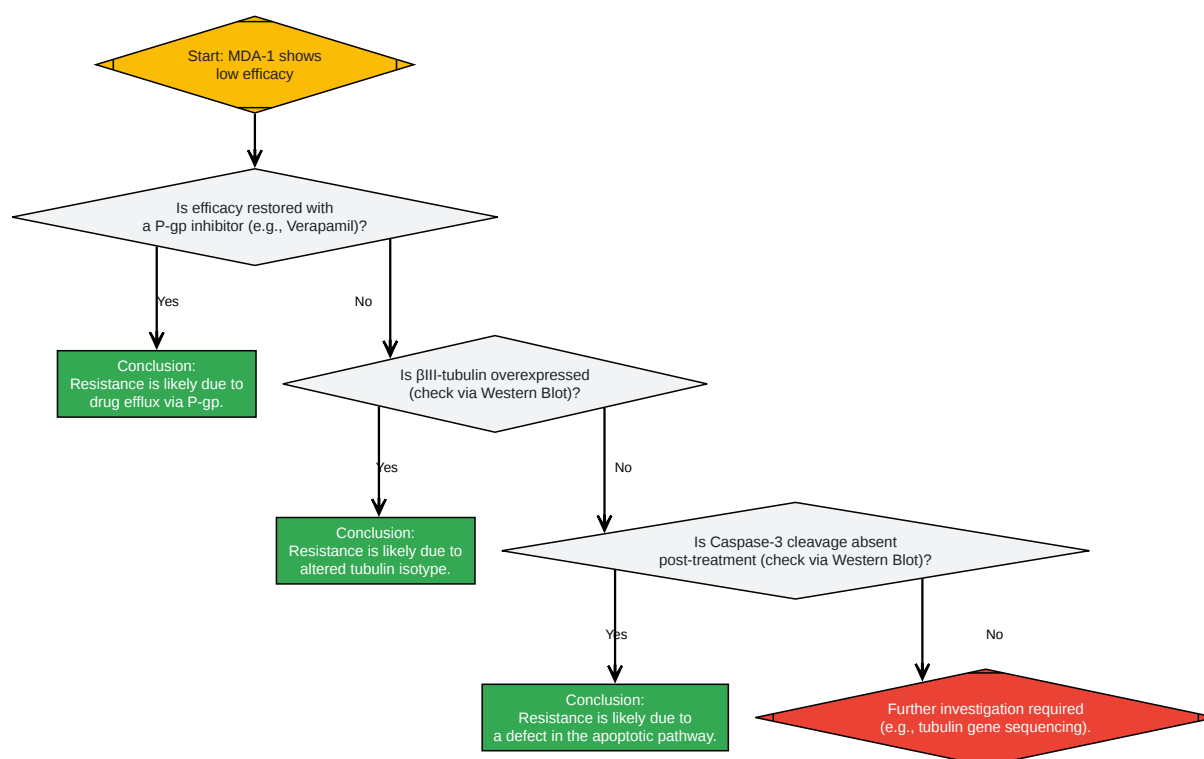 Start: MDA-1 shows
low efficacy
Is efficacy restored with
a P-gp inhibitor (e.g., Verapamil)?
Yes
No
Conclusion:
Resistance is likely due to
drug efflux via P-gp.
Is βIII-tubulin overexpressed
(check via Western Blot)?
Yes
No
Conclusion:
Resistance is likely due to
altered tubulin isotype.
Is Caspase-3 cleavage absent
post-treatment (check via Western Blot)?
Yes
No
Conclusion:
Resistance is likely due to
a defect in the apoptotic pathway.
Further investigation required
(e.g., tubulin gene sequencing).